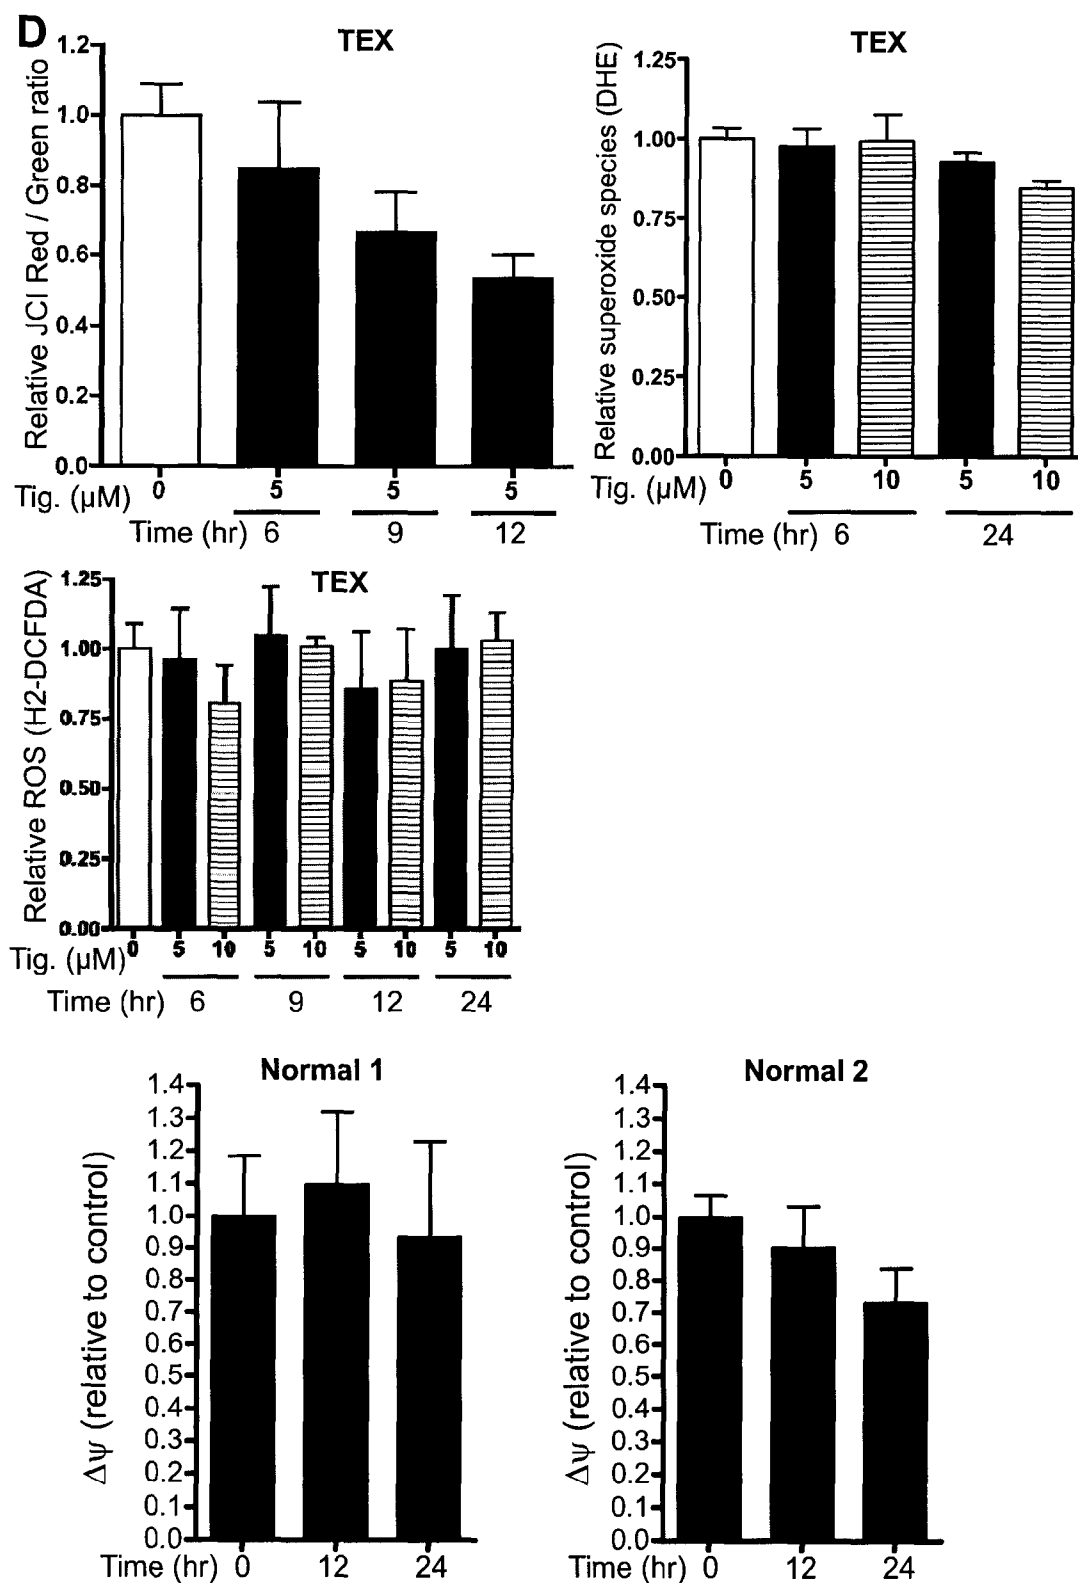 D
TEX
Relative JCI Red / Green ratio
1.2
1.0
0.8
0.6
0.4
0.2
0.0
Tig. (µM) 0 5 5 5
Time (hr) 6 9 12
TEX
Relative superoxide species (DHE)
1.25
1.00
0.75
0.50
0.25
0.00
Tig. (µM) 0 5 10 5 10
Time (hr) 6 24
TEX
Relative ROS (H2-DCFDA)
1.25
1.00
0.75
0.50
0.25
0.00
Tig. (µM) 0 5 10 5 10 5 10 5 10
Time (hr) 6 9 12 24
Normal 1
Δψ (relative to control)
1.4
1.3
1.2
1.1
1.0
0.9
0.8
0.7
0.6
0.5
0.4
0.3
0.2
0.1
0.0
Time (hr) 0 12 24
Normal 2
Δψ (relative to control)
1.4
1.3
1.2
1.1
1.0
0.9
0.8
0.7
0.6
0.5
0.4
0.3
0.2
0.1
0.0
Time (hr) 0 12 24